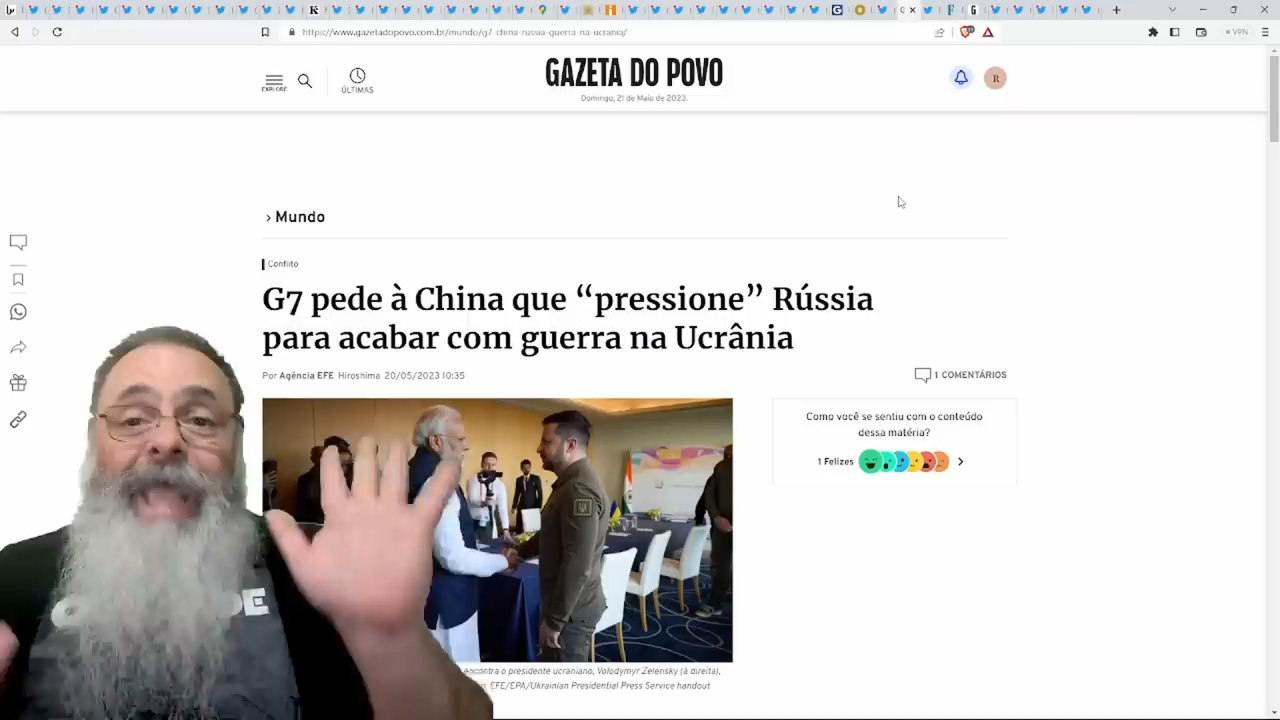 https://www.gazetadopovo.com.br/mundo/g7-china-russia-guerra-na-ucrania/
VPN
EXPLORE
ÚLTIMAS
GAZETA DO POVO
Domingo, 21 de Maio de 2023.
R
› Mundo
Conflito
G7 pede à China que “pressione” Rússia
para acabar com guerra na Ucrânia
Por Agência EFE Hiroshima 20/05/2023 10:35
1 COMENTÁRIOS
Como você se sentiu com o conteúdo
dessa matéria?
1 Felizes
encontra o presidente ucraniano, Volodymyr Zelensky (à direita),
EFE/EPA/Ukrainian Presidential Press Service handout